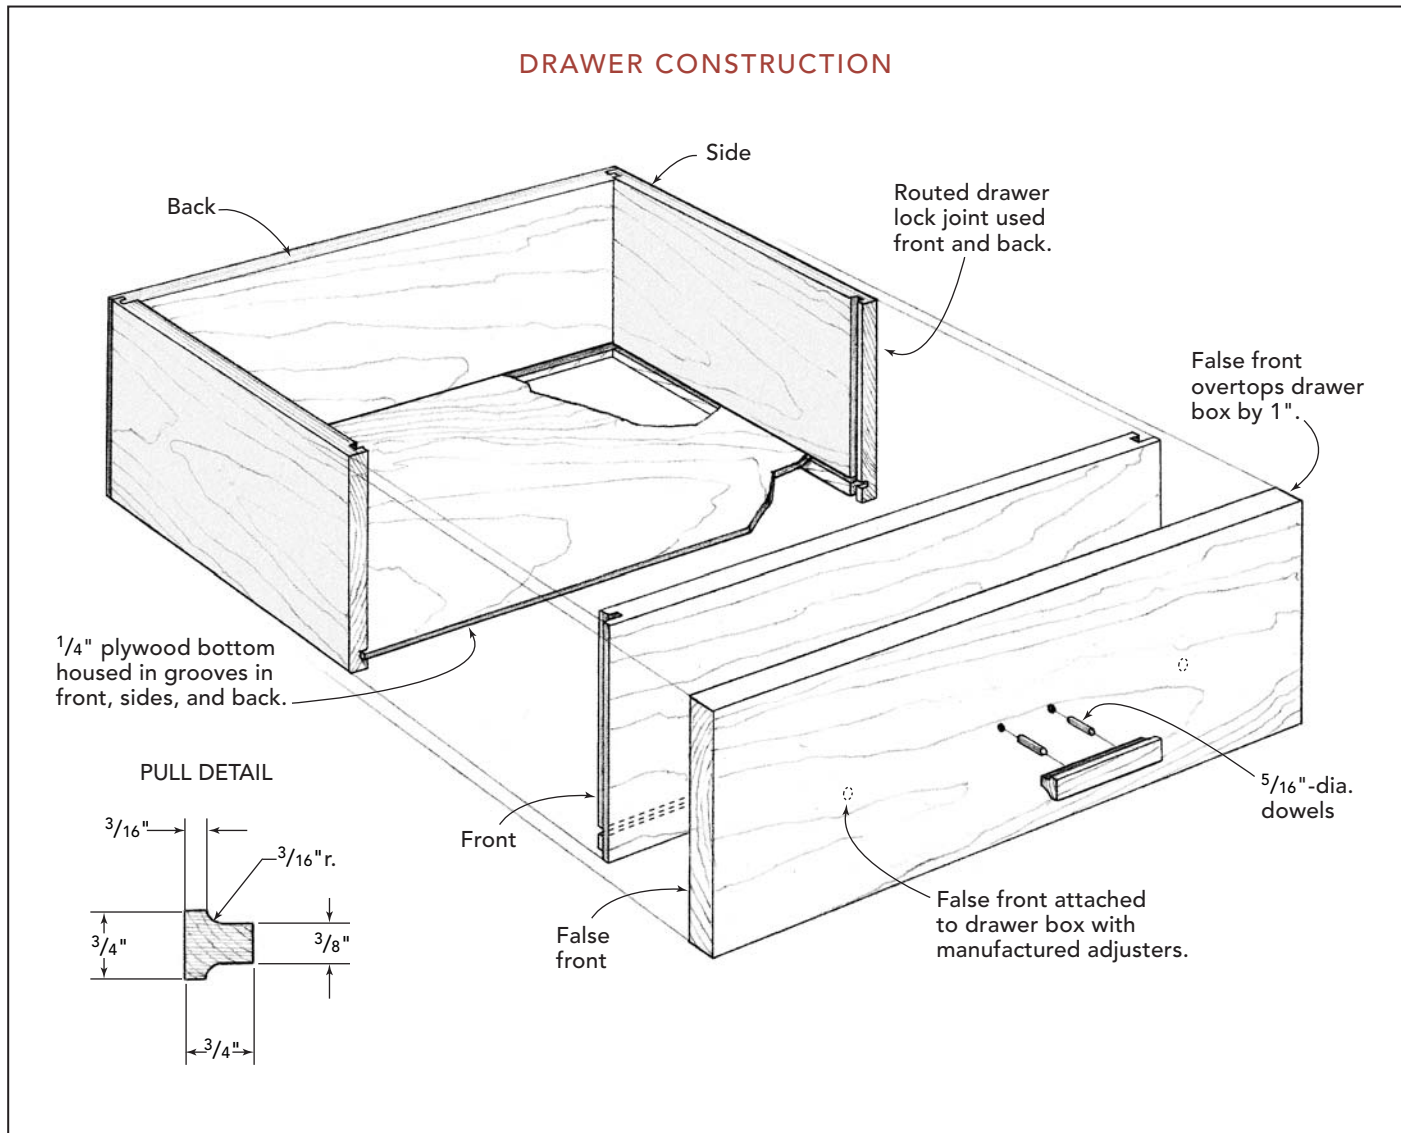 DRAWER CONSTRUCTION
Side
Back
Routed drawer
lock joint used
front and back.
False front
overtops drawer
box by 1".
1/4" plywood bottom
housed in grooves in
front, sides, and back.
PULL DETAIL
3/16"
3/16"r.
3/4"
3/8"
3/4"
Front
False
front
False front attached
to drawer box with
manufactured adjusters.
5/16"-dia.
dowels